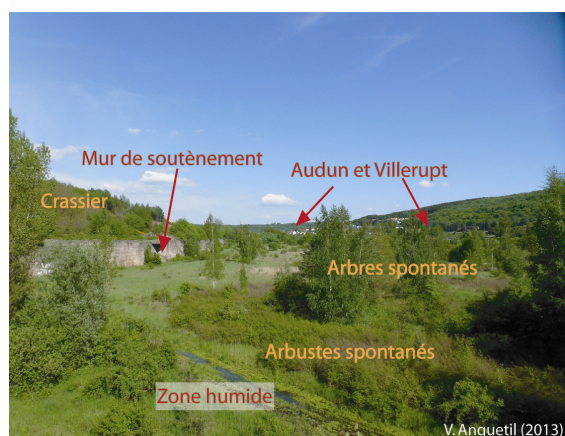 Mur de soutènement
Audun et Villerupt
Crassier
Arbres spontanés
Arbustes spontanés
Zone humide
V. Anquetil (2013)